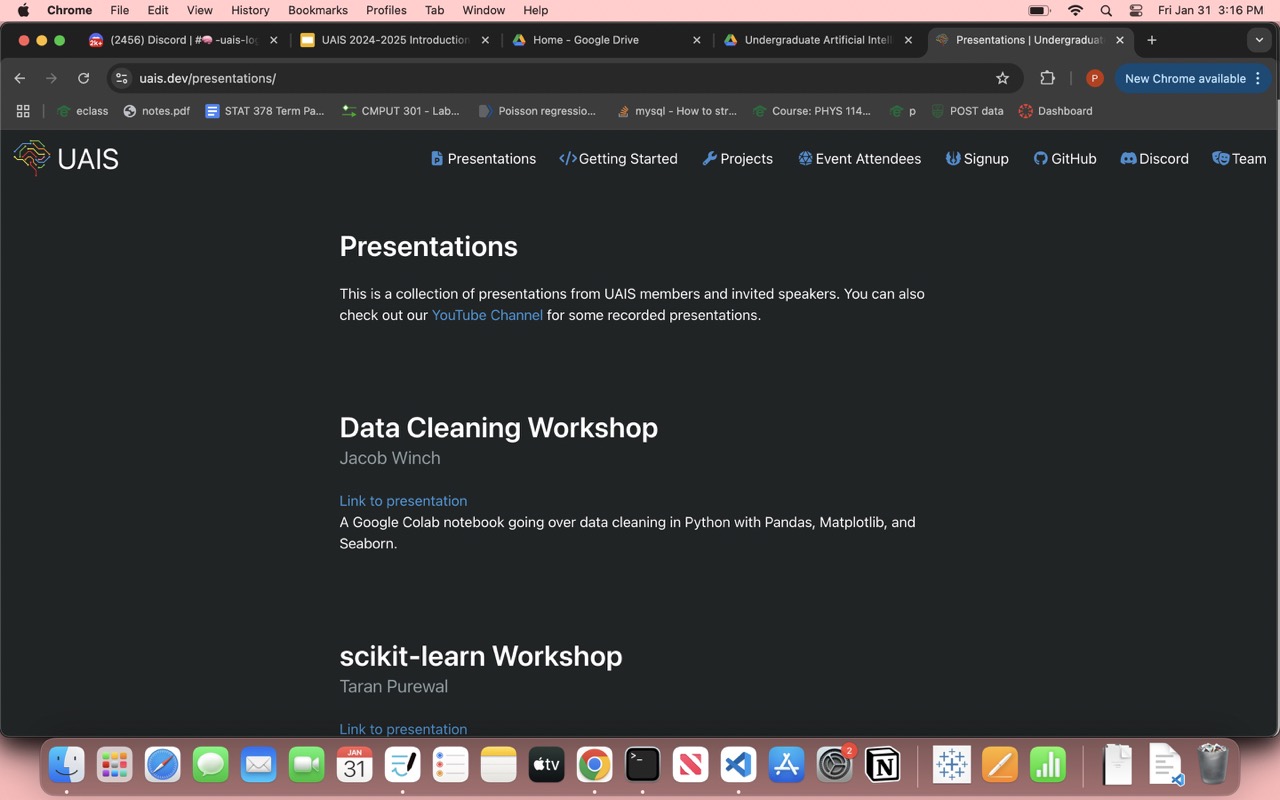 Chrome File Edit View History Bookmarks Profiles Tab Window Help Fri Jan 31 3:16 PM
(2456) Discord | #🧠-uais-lo UAIS 2024-2025 Introduction Home - Google Drive Undergraduate Artificial Intell Presentations | Undergraduat
uais.dev/presentations/ P New Chrome available
eclass notes.pdf STAT 378 Term Pa... CMPUT 301 - Lab... Poisson regressio... mysql - How to str... Course: PHYS 114... p POST data Dashboard
UAIS Presentations </>Getting Started Projects Event Attendees Signup GitHub Discord Team
Presentations
This is a collection of presentations from UAIS members and invited speakers. You can also
check out our YouTube Channel for some recorded presentations.
Data Cleaning Workshop
Jacob Winch
Link to presentation
A Google Colab notebook going over data cleaning in Python with Pandas, Matplotlib, and
Seaborn.
scikit-learn Workshop
Taran Purewal
Link to presentation
JAN
31
tv
2